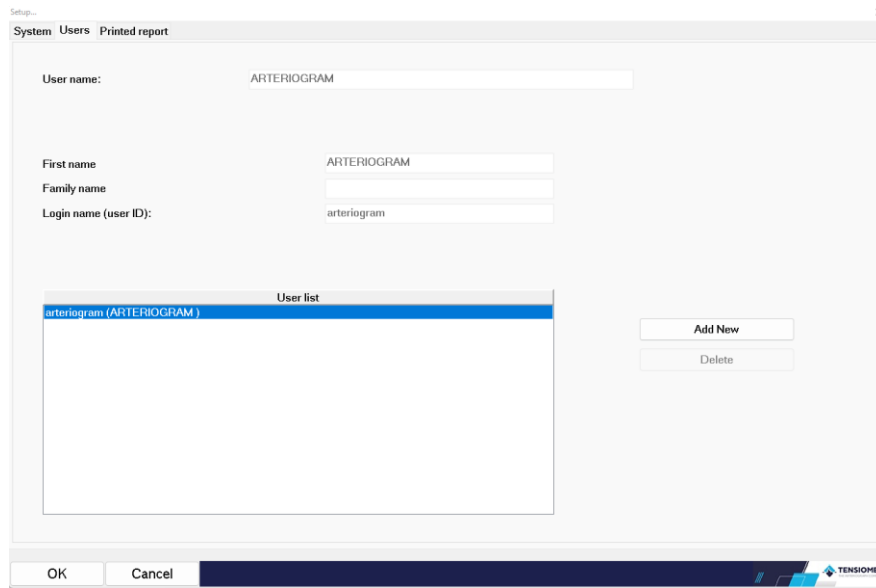 Setup...
System Users Printed report
User name: ARTERIOGRAM
First name ARTERIOGRAM
Family name
Login name (user ID): arteriogram
User list
arteriogram (ARTERIOGRAM )
Add New
Delete
OK Cancel